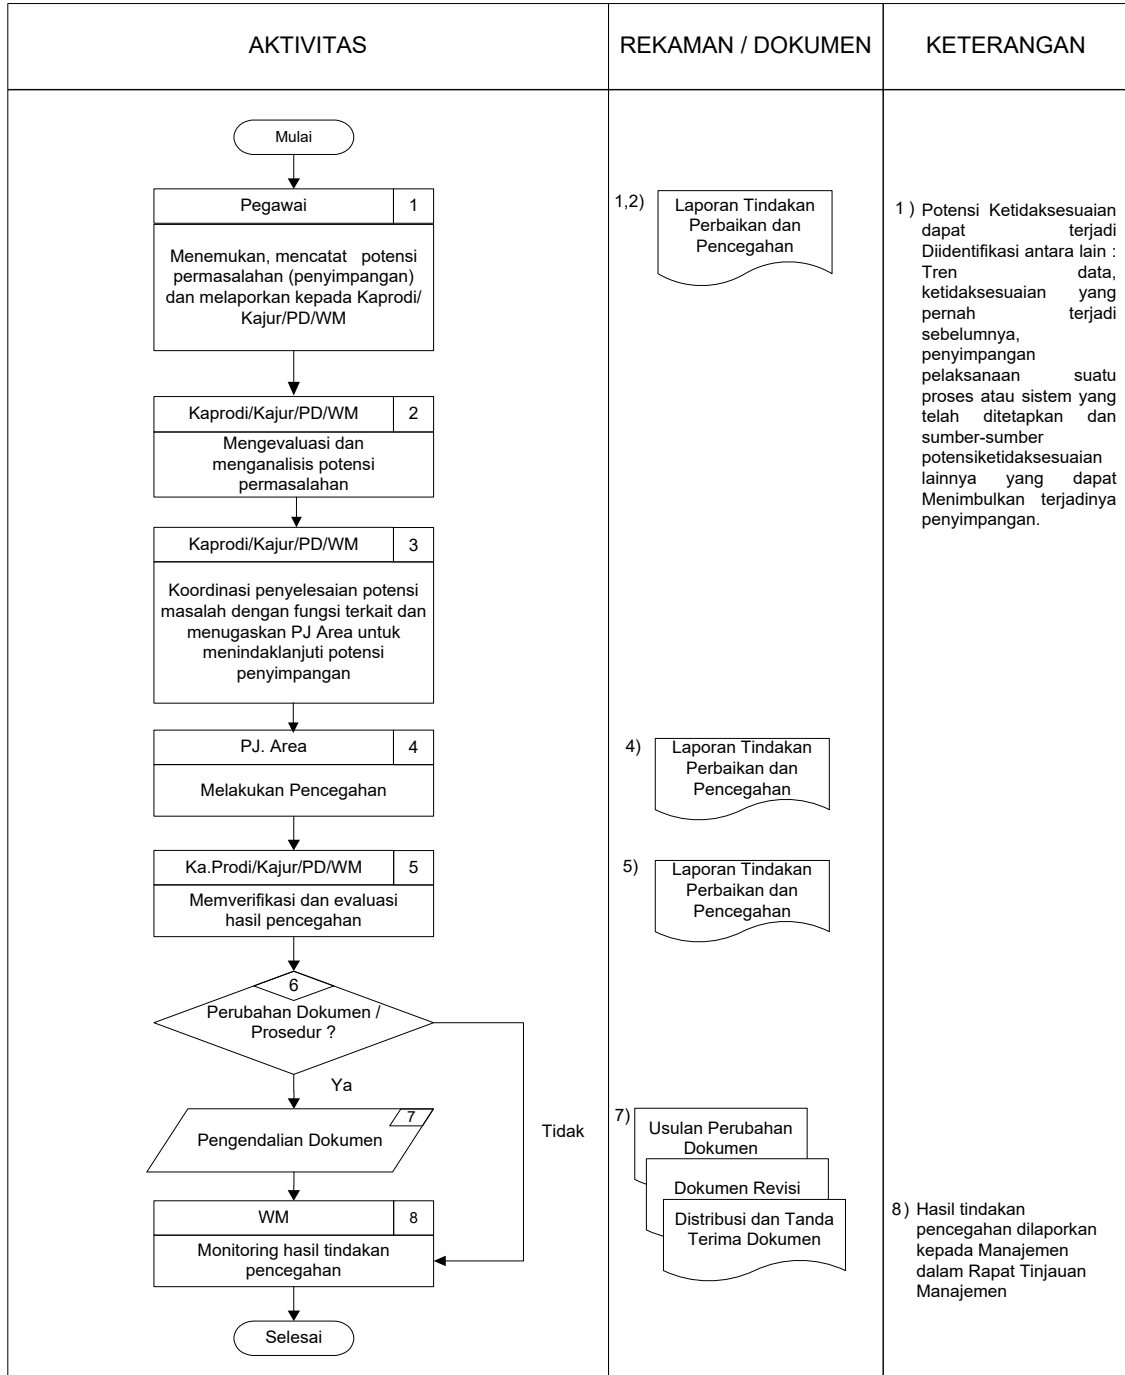 AKTIVITAS
REKAMAN / DOKUMEN
KETERANGAN
Mulai
Pegawai
1
Menemukan, mencatat potensi
permasalahan (penyimpangan)
dan melaporkan kepada Kaprodi/
Kajur/PD/WM
1,2)
Laporan Tindakan
Perbaikan dan
Pencegahan
1 ) Potensi Ketidaksesuaian
dapat terjadi
Diidentifikasi antara lain :
Tren data,
ketidaksesuaian yang
pernah terjadi
sebelumnya,
penyimpangan
pelaksanaan suatu
proses atau sistem yang
telah ditetapkan dan
sumber-sumber
potensiketidaksesuaian
lainnya yang dapat
Menimbulkan terjadinya
penyimpangan.
Kaprodi/Kajur/PD/WM
2
Mengevaluasi dan
menganalisis potensi
permasalahan
Kaprodi/Kajur/PD/WM
3
Koordinasi penyelesaian potensi
masalah dengan fungsi terkait dan
menugaskan PJ Area untuk
menindaklanjuti potensi
penyimpangan
PJ. Area
4
Melakukan Pencegahan
4)
Laporan Tindakan
Perbaikan dan
Pencegahan
Ka.Prodi/Kajur/PD/WM
5
Memverifikasi dan evaluasi
hasil pencegahan
5)
Laporan Tindakan
Perbaikan dan
Pencegahan
6
Perubahan Dokumen /
Prosedur ?
Ya
Tidak
7
Pengendalian Dokumen
7)
Usulan Perubahan
Dokumen
Dokumen Revisi
Distribusi dan Tanda
Terima Dokumen
WM
8
Monitoring hasil tindakan
pencegahan
8 ) Hasil tindakan
pencegahan dilaporkan
kepada Manajemen
dalam Rapat Tinjauan
Manajemen
Selesai